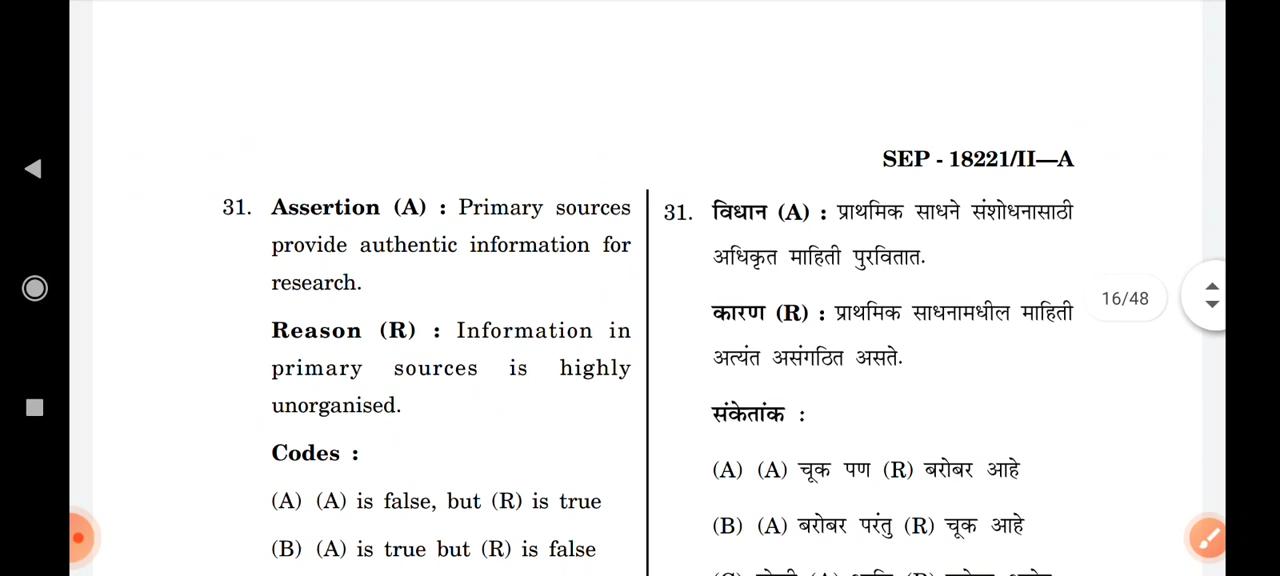 SEP - 18221/II—A
31. Assertion (A) : Primary sources
provide authentic information for
research.
Reason (R) : Information in
primary sources is highly
unorganised.
Codes :
(A) (A) is false, but (R) is true
(B) (A) is true but (R) is false
31. विधान (A) : प्राथमिक साधने संशोधनासाठी
अधिकृत माहिती पुरवितात.
कारण (R) : प्राथमिक साधनामधील माहिती
अत्यंत असंगठित असते.
संकेतांक :
(A) (A) चूक पण (R) बरोबर आहे
(B) (A) बरोबर परंतु (R) चूक आहे
16/48